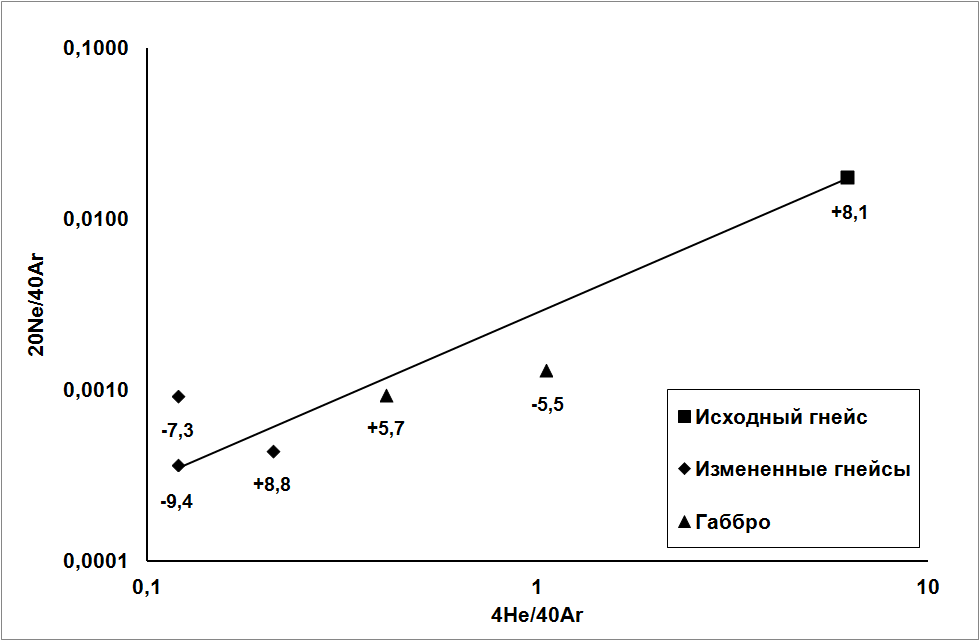 0,1000
0,0100
0,0010
0,0001
20Ne/40Ar
+8,1
-7,3
+5,7
-5,5
-9,4
+8,8
Исходный гнейс
Измененные гнейсы
Габбро
0,1
1
10
4He/40Ar